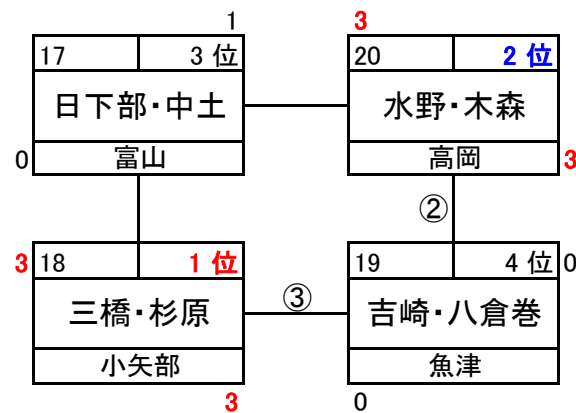 1 3
17 3 位 20 2 位
日下部・中土 水野・木森
0 富山 高岡 3
②
3 18 1 位 19 4 位 0
三橋・杉原 ③ 吉崎・八倉巻
小矢部 魚津
3 0